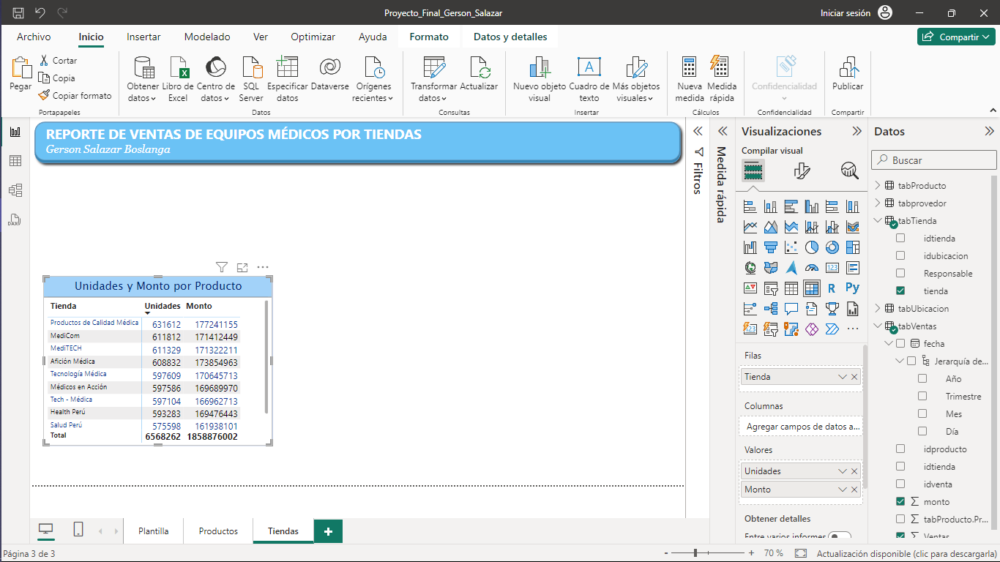 Proyecto_Final_Gerson_Salazar
Iniciar sesión
Archivo Inicio Insertar Modelado Ver Optimizar Ayuda Formato Datos y detalles Compartir
Pegar
Cortar
Copia
Copiar formato
Portapapeles
Obtener datos
Libro de Excel
Centro de datos
SQL Server
Especificar datos
Dataverse
Orígenes recientes
Datos
Transformar datos
Actualizar
Consultas
Nuevo objeto visual
Cuadro de texto
Más objetos visuales
Insertar
Nueva medida
Medida rápida
Cálculos
Confidencialidad
Confidencialidad
Publicar
Compartir
REPORTE DE VENTAS DE EQUIPOS MÉDICOS POR TIENDAS
Gerson Salazar Boslanga
Unidades y Monto por Producto
Tienda Unidades Monto
Productos de Calidad Médica 631612 177241155
MediCom 611812 171412449
MediTECH 611329 171322211
Afición Médica 608832 173854963
Tecnología Médica 597609 170645713
Médicos en Acción 597586 169689970
Tech - Médica 597104 166962713
Health Perú 593283 169476443
Salud Perú 575598 161938101
Total 6568262 1858876002
Filtros
Medida rápida
Visualizaciones
Compilar visual
R Py
123
123
Filas
Tienda
Columnas
Agregar campos de datos a...
Valores
Unidades
Monto
Obtener detalles
Entre varios informes
Datos
Buscar
tabProducto
tabprovedor
tabTienda
idtienda
idubicacion
Responsable
tienda
tabUbicacion
tabVentas
fecha
Jerarquía de...
Año
Trimestre
Mes
Día
idproducto
idtienda
idventa
monto
tabProducto.Pr...
Ventas
Plantilla Productos Tiendas +
Página 3 de 3
- + 70 %
Actualización disponible (clic para descargarla)